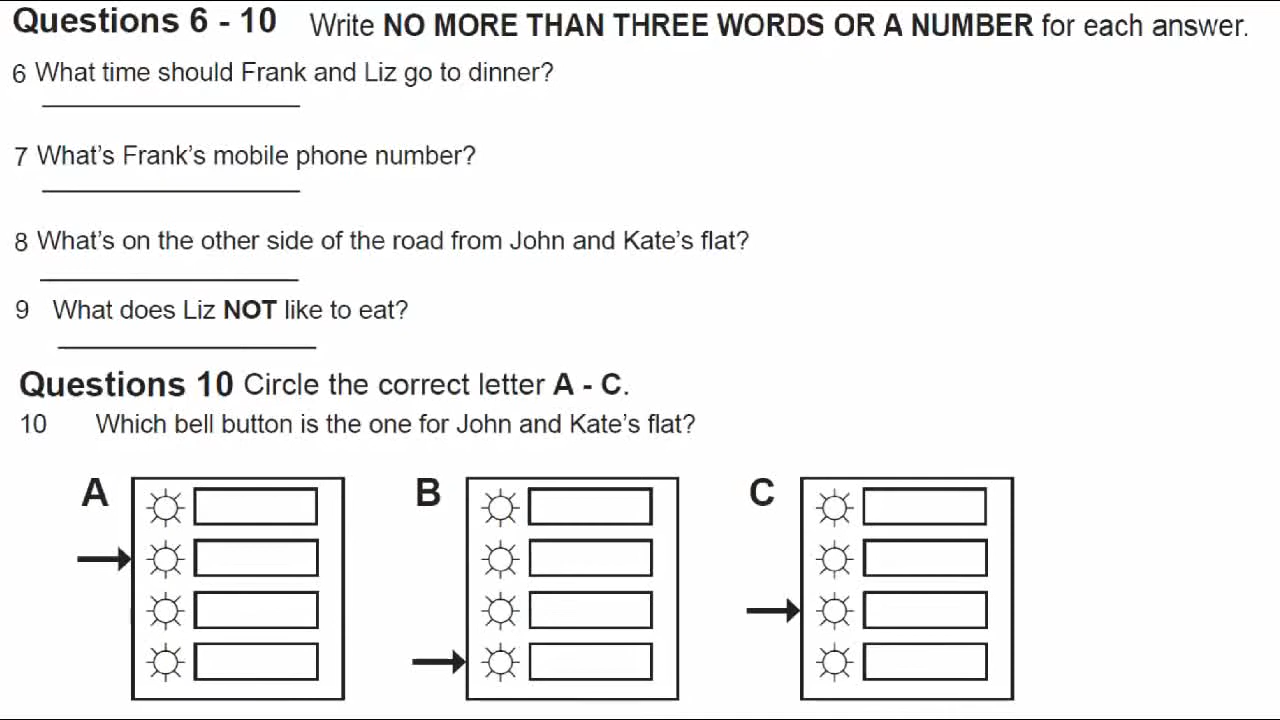 Questions 6 - 10 Write NO MORE THAN THREE WORDS OR A NUMBER for each answer.
6 What time should Frank and Liz go to dinner?
7 What's Frank's mobile phone number?
8 What's on the other side of the road from John and Kate's flat?
9 What does Liz NOT like to eat?
Questions 10 Circle the correct letter A - C.
10 Which bell button is the one for John and Kate's flat?
A B C